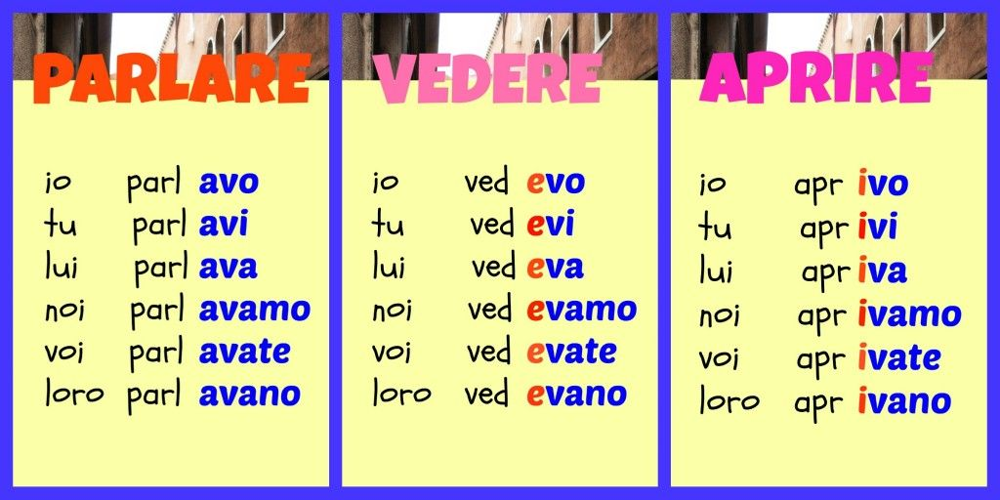 PARLARE
io parl avo
tu parl avi
lui parl ava
noi parl avamo
voi parl avate
loro parl avano
VEDERE
io ved evo
tu ved evi
lui ved eva
noi ved evamo
voi ved evate
loro ved evano
APRIRE
io apr ivo
tu apr ivi
lui apr iva
noi apr ivamo
voi apr ivate
loro apr ivano